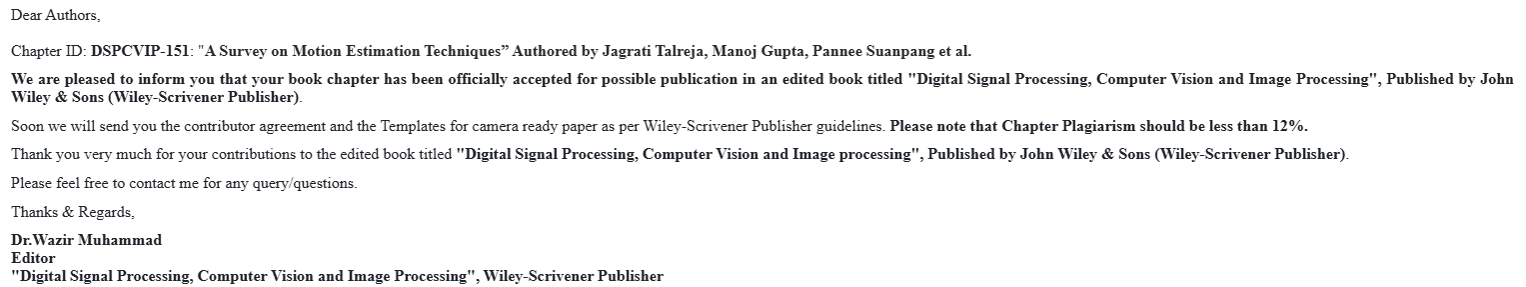 Dear Authors,
Chapter ID: DSPCVIP-151: "A Survey on Motion Estimation Techniques” Authored by Jagrati Talreja, Manoj Gupta, Pannee Suanpang et al.
We are pleased to inform you that your book chapter has been officially accepted for possible publication in an edited book titled "Digital Signal Processing, Computer Vision and Image Processing", Published by John
Wiley & Sons (Wiley-Scrivener Publisher).
Soon we will send you the contributor agreement and the Templates for camera ready paper as per Wiley-Scrivener Publisher guidelines. Please note that Chapter Plagiarism should be less than 12%.
Thank you very much for your contributions to the edited book titled "Digital Signal Processing, Computer Vision and Image processing", Published by John Wiley & Sons (Wiley-Scrivener Publisher).
Please feel free to contact me for any query/questions.
Thanks & Regards,
Dr.Wazir Muhammad
Editor
"Digital Signal Processing, Computer Vision and Image Processing", Wiley-Scrivener Publisher